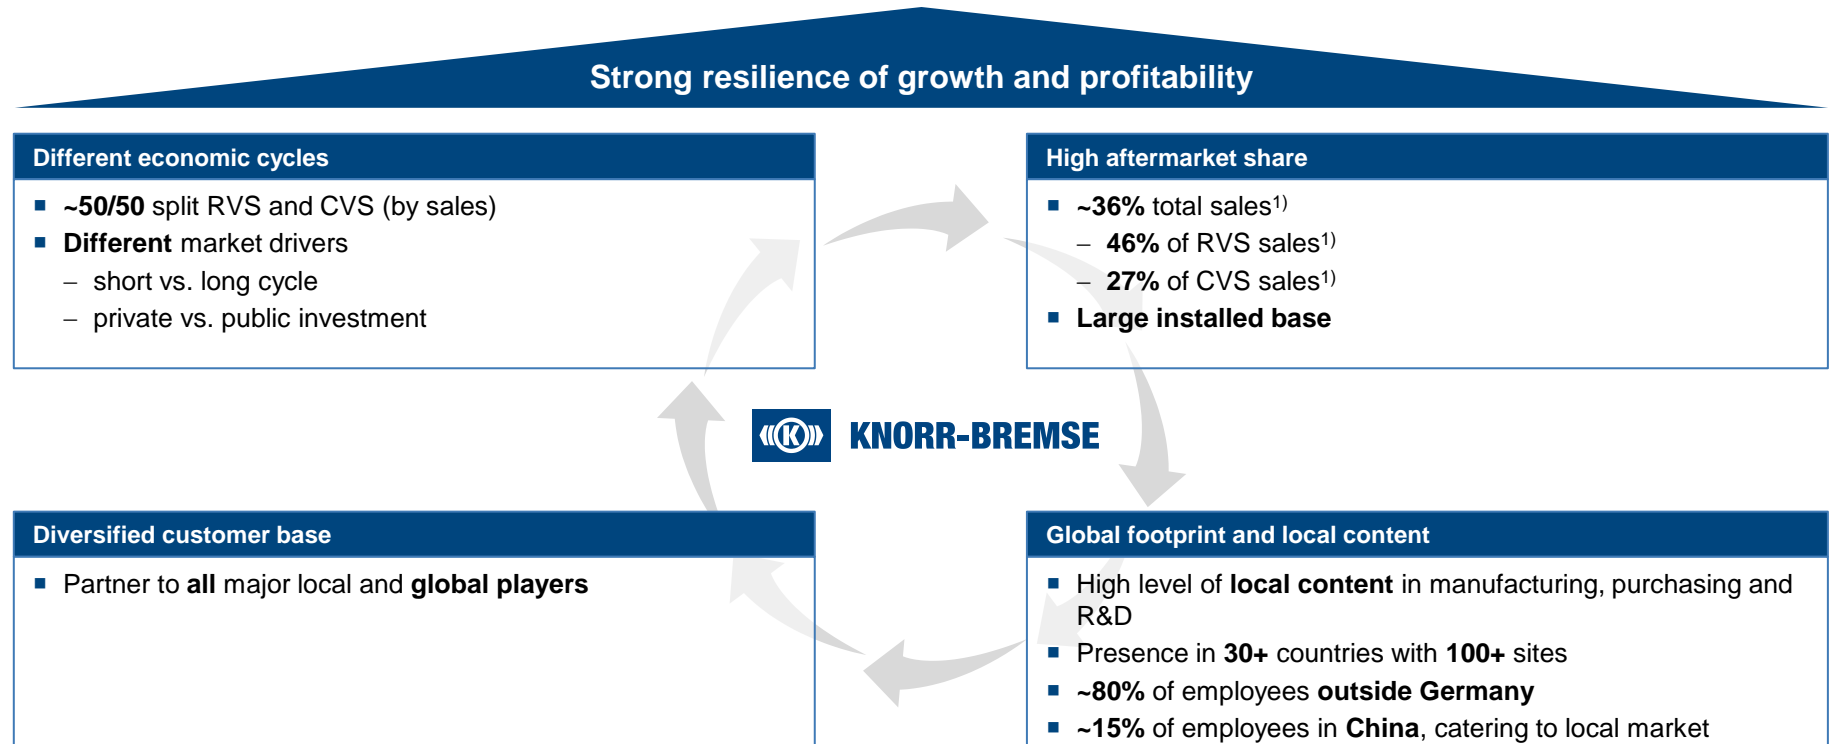 Strong resilience of growth and profitability
Different economic cycles
▪ ~50/50 split RVS and CVS (by sales)
▪ Different market drivers
– short vs. long cycle
– private vs. public investment
High aftermarket share
▪ ~36% total sales1)
– 46% of RVS sales1)
– 27% of CVS sales1)
▪ Large installed base
K KNORR-BREMSE
Diversified customer base
▪ Partner to all major local and global players
Global footprint and local content
▪ High level of local content in manufacturing, purchasing and
R&D
▪ Presence in 30+ countries with 100+ sites
▪ ~80% of employees outside Germany
▪ ~15% of employees in China, catering to local market